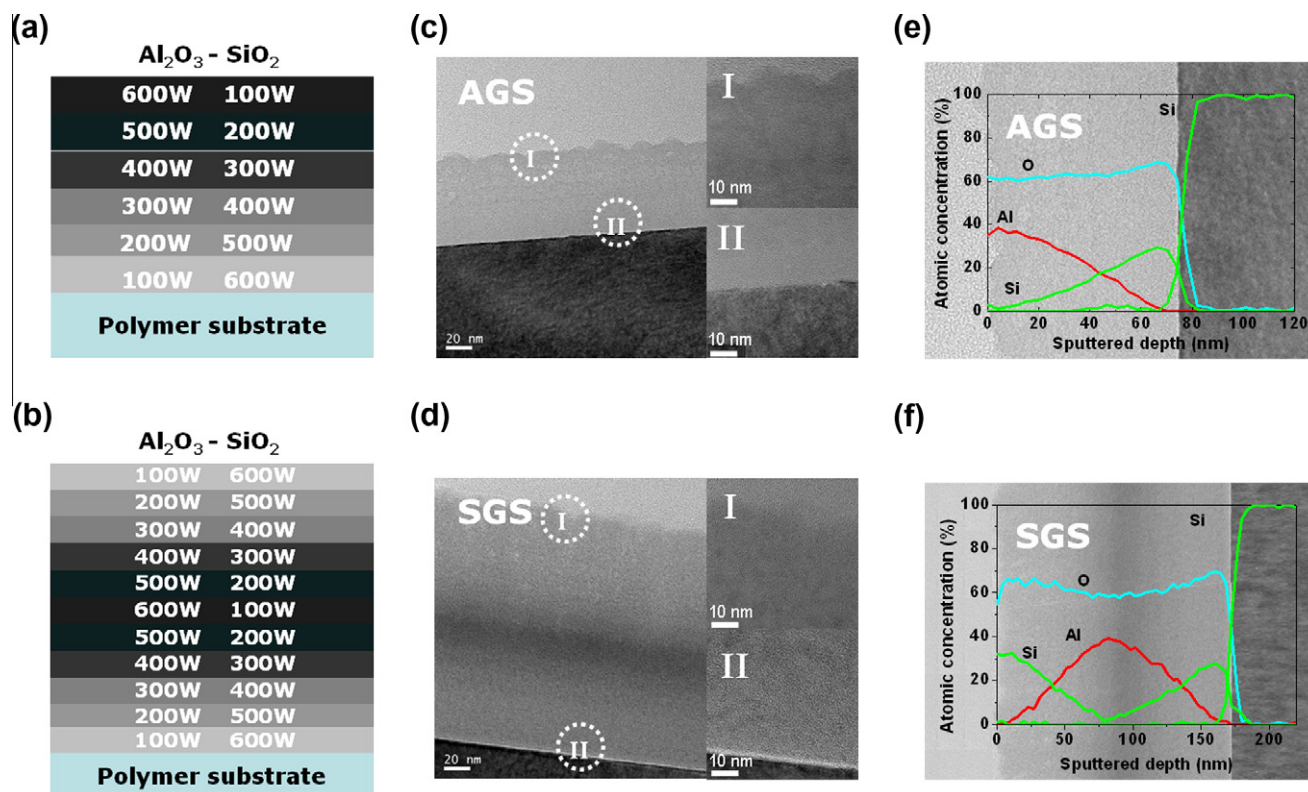 (a)
Al₂O₃ - SiO₂
600W 100W
500W 200W
400W 300W
300W 400W
200W 500W
100W 600W
Polymer substrate
(c)
AGS
I
II
20 nm
I
10 nm
II
10 nm
(e)
AGS
Atomic concentration (%)
100
80
60
40
20
0
Si
O
Al
Si
0 20 40 60 80 100 120
Sputtered depth (nm)
(b)
Al₂O₃ - SiO₂
100W 600W
200W 500W
300W 400W
400W 300W
500W 200W
600W 100W
500W 200W
400W 300W
300W 400W
200W 500W
100W 600W
Polymer substrate
(d)
SGS
I
II
20 nm
I
10 nm
II
10 nm
(f)
SGS
Atomic concentration (%)
100
80
60
40
20
0
Si
O
Al
Si
0 50 100 150 200
Sputtered depth (nm)